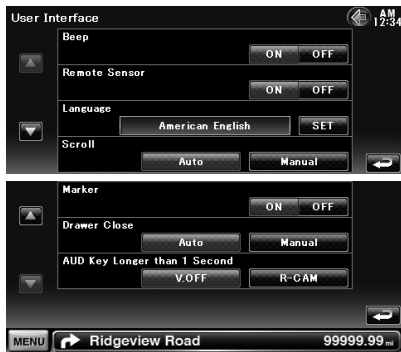 User Interface
AM
12:34
Beep
ON OFF
Remote Sensor
ON OFF
Language
American English SET
Scroll
Auto Manual
Marker
ON OFF
Drawer Close
Auto Manual
AUD Key Longer than 1 Second
V.OFF R-CAM
MENU Ridgeview Road 99999.99 mi